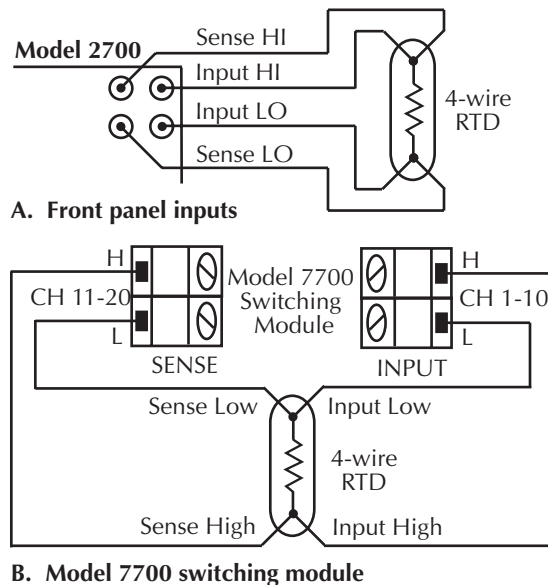 Sense HI
Model 2700
Input HI
Input LO
4-wire
RTD
Sense LO
A. Front panel inputs
H
H
Model 7700
Switching
Module
CH 11-20
CH 1-10
L
L
SENSE
INPUT
Sense Low
Input Low
4-wire
RTD
Sense High
Input High
B. Model 7700 switching module